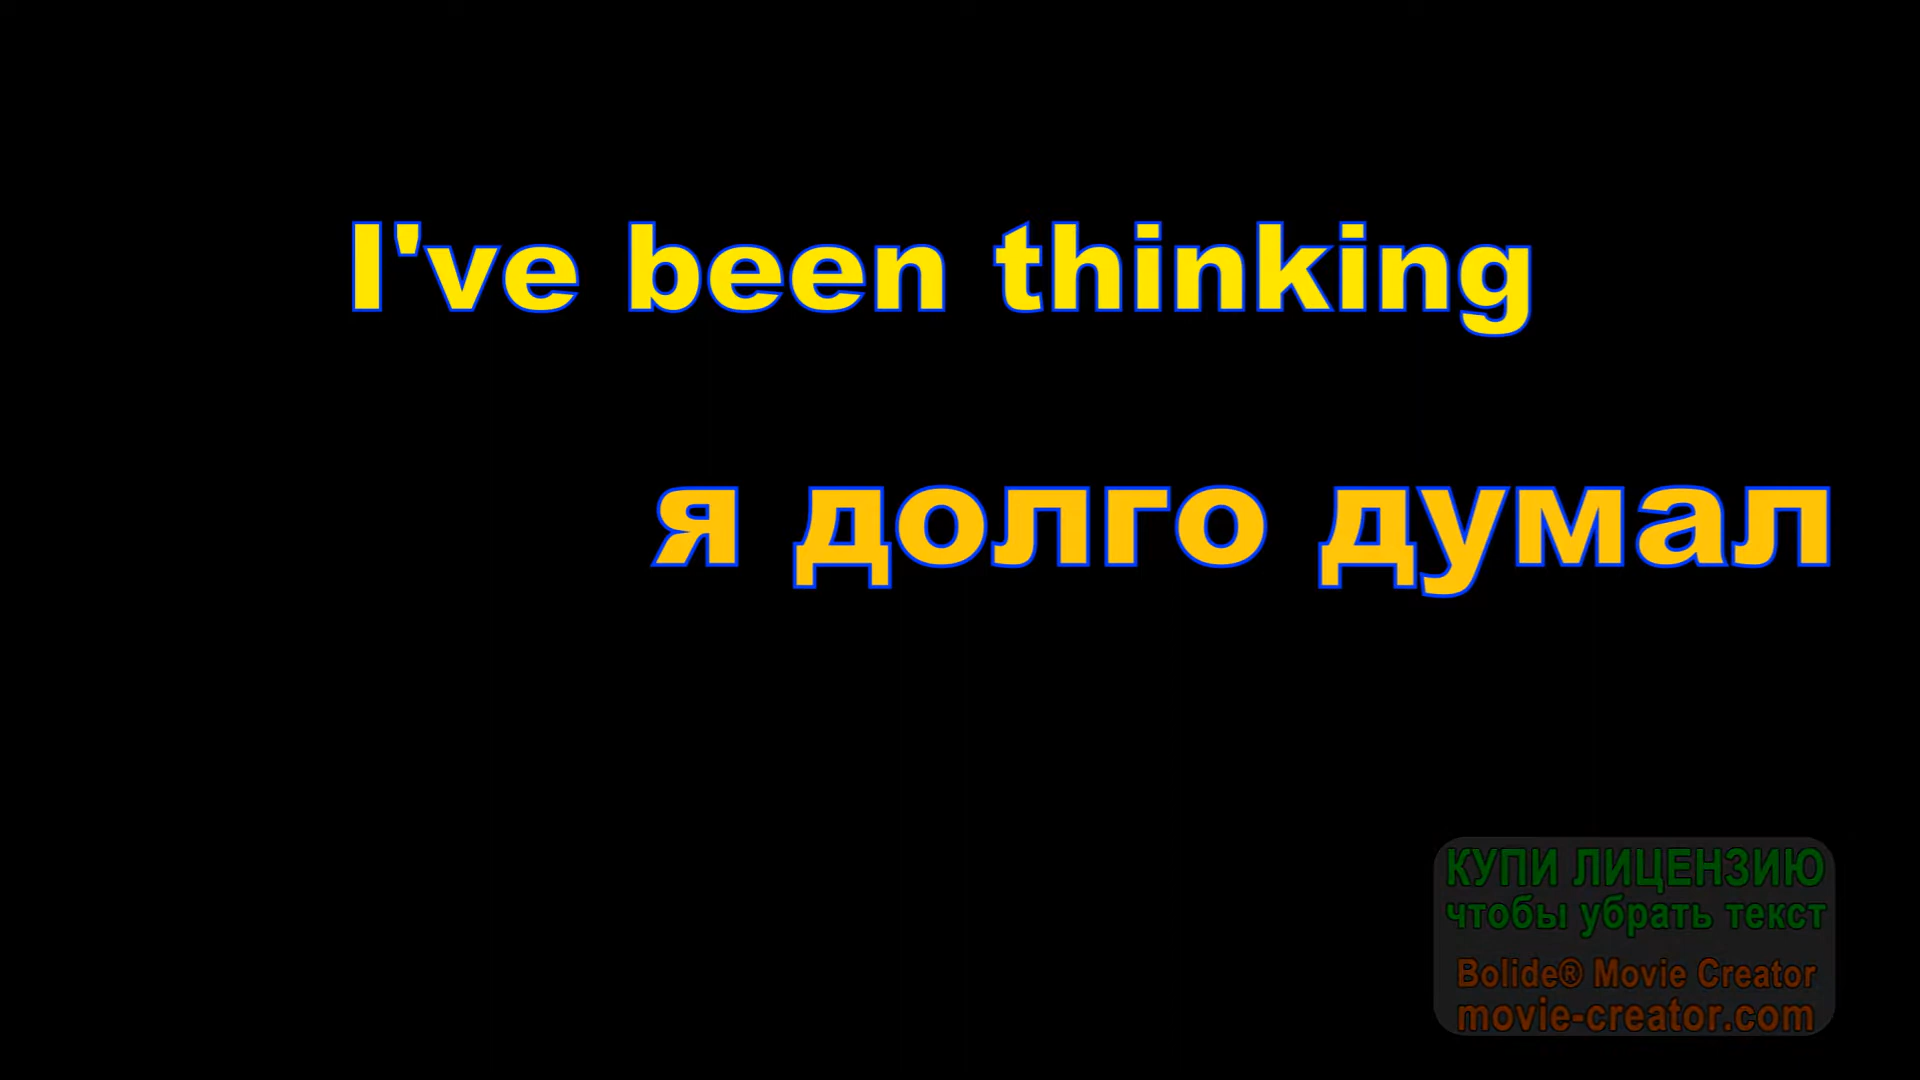 I've been thinking
я долго думал
КУПИ ЛИЦЕНЗИЮ
чтобы убрать текст
Bolide® Movie Creator
movie-creator.com